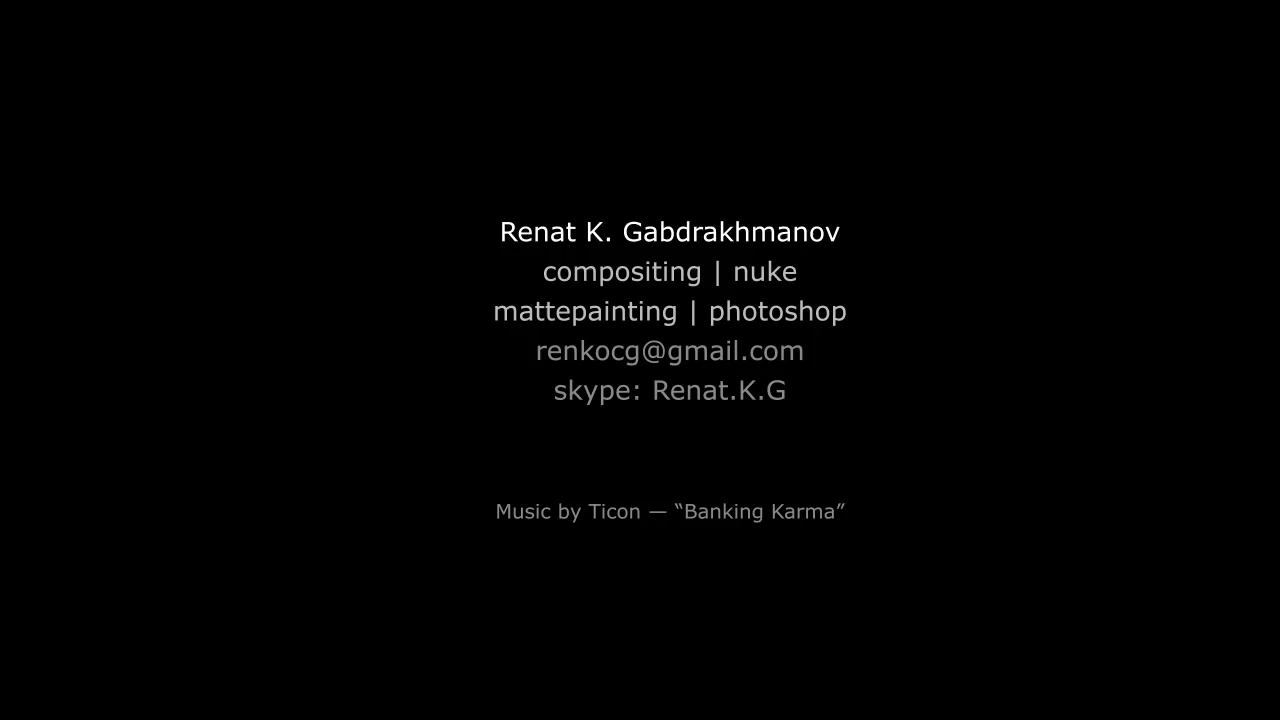 Renat K. Gabdrakhmanov
compositing | nuke
mattepainting | photoshop
renkocg@gmail.com
skype: Renat.K.G
Music by Ticon — “Banking Karma”